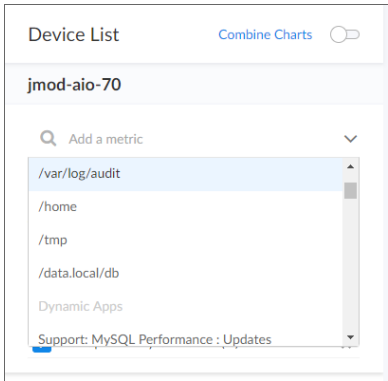 Device List
Combine Charts
jmod-aio-70
Add a metric
/var/log/audit
/home
/tmp
/data.local/db
Dynamic Apps
Support: MySQL Performance : Updates